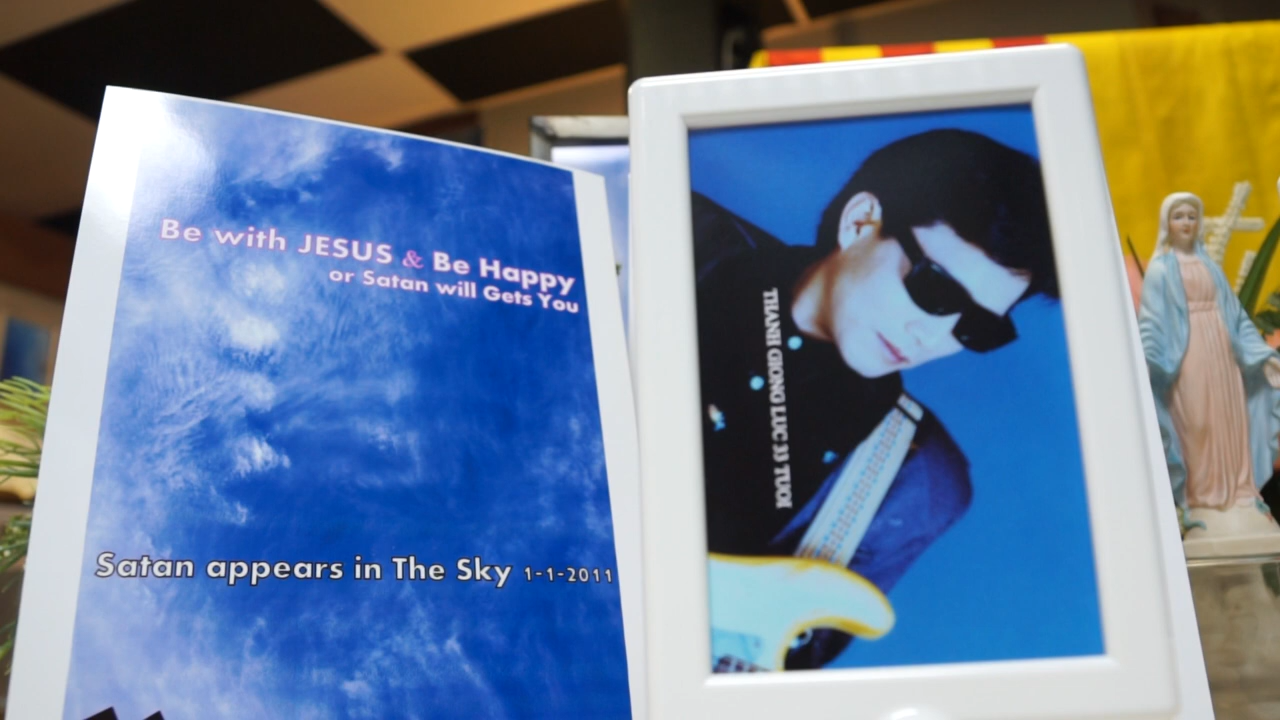 Be with JESUS & Be Happy
or Satan will Gets You
Satan appears in The Sky 1-1-2011
THANH GIONG LUC 33 TUOI